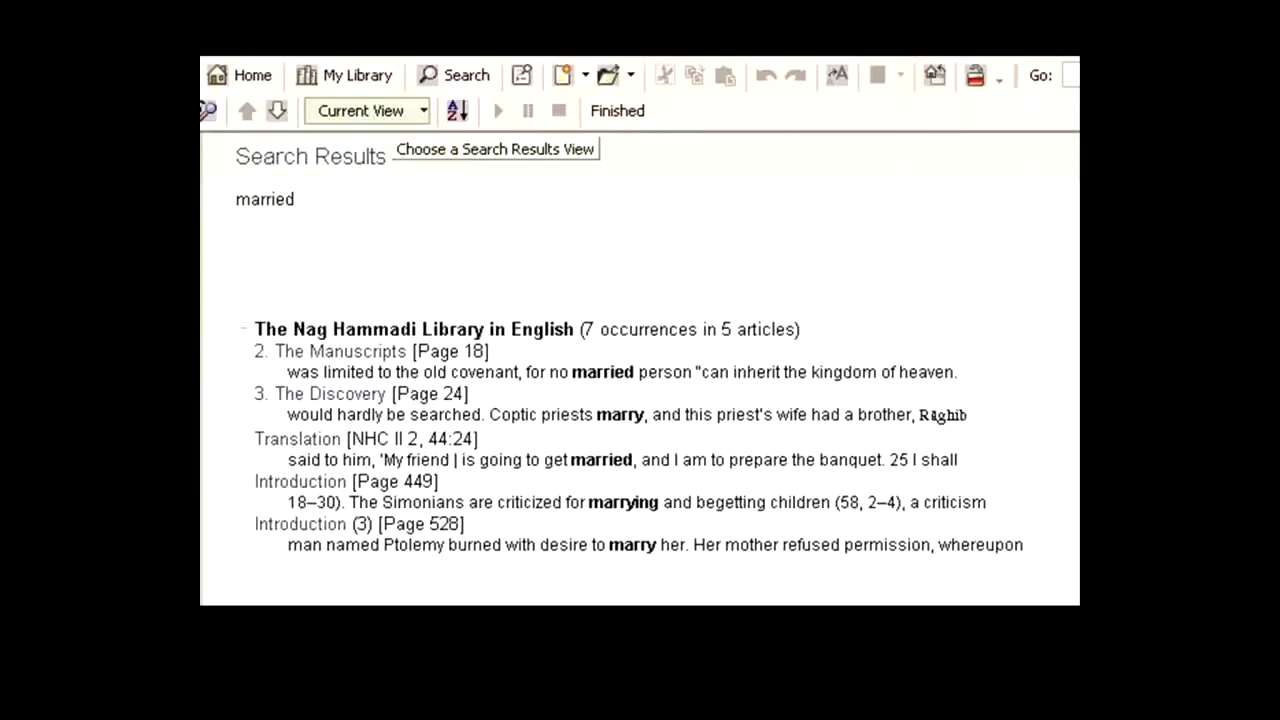 Home My Library Search Go:
Current View Finished
Search Results Choose a Search Results View
married
The Nag Hammadi Library in English (7 occurrences in 5 articles)
2. The Manuscripts [Page 18]
was limited to the old covenant, for no married person "can inherit the kingdom of heaven.
3. The Discovery [Page 24]
would hardly be searched. Coptic priests marry, and this priest's wife had a brother, Rāghib
Translation [NHC II 2, 44:24]
said to him, 'My friend | is going to get married, and I am to prepare the banquet. 25 I shall
Introduction [Page 449]
18–30). The Simonians are criticized for marrying and begetting children (58, 2–4), a criticism
Introduction (3) [Page 528]
man named Ptolemy burned with desire to marry her. Her mother refused permission, whereupon